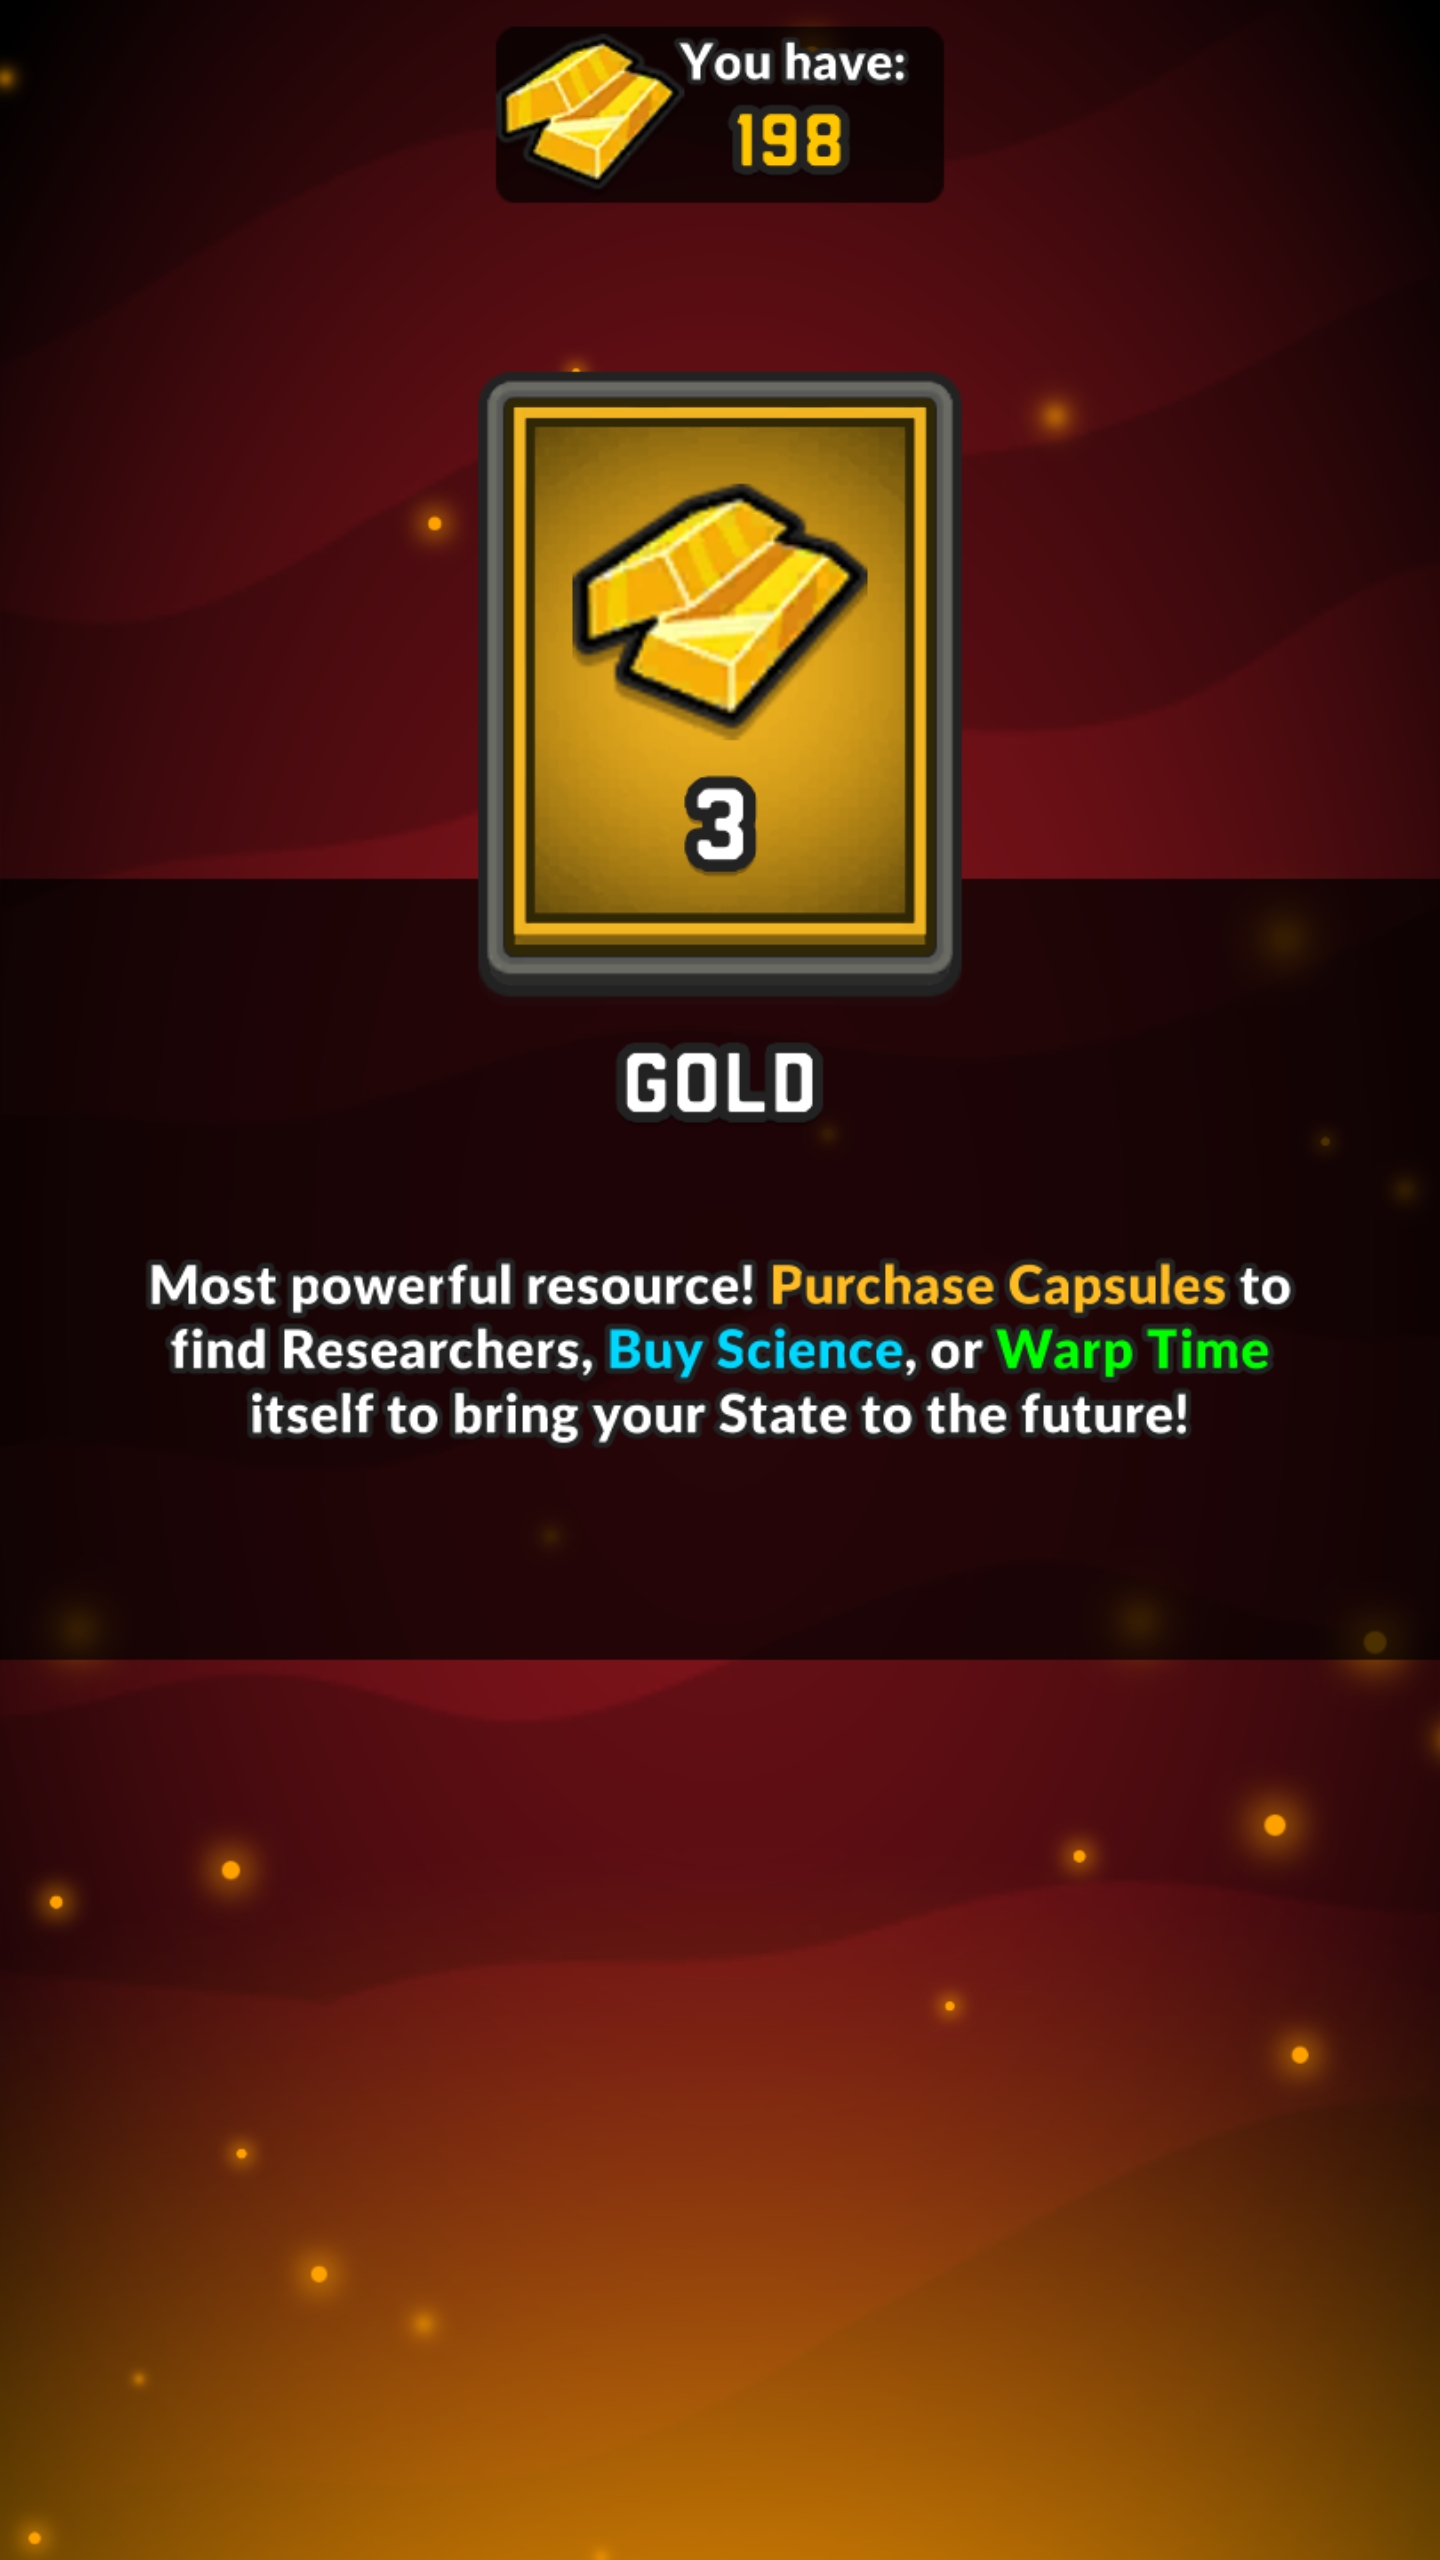 You have:
198
3
GOLD
Most powerful resource! Purchase Capsules to
find Researchers, Buy Science, or Warp Time
itself to bring your State to the future!